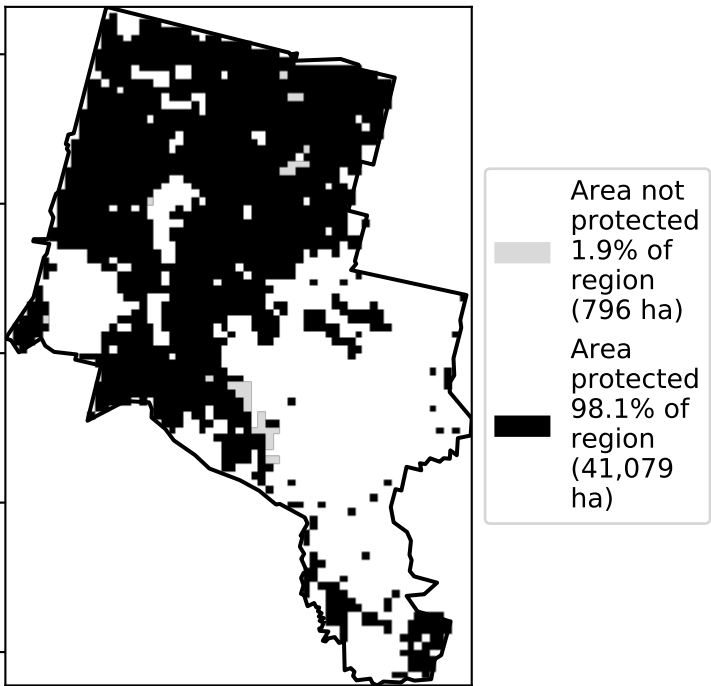 Area not
protected
1.9% of
region
(796 ha)
Area
protected
98.1% of
region
(41,079
ha)